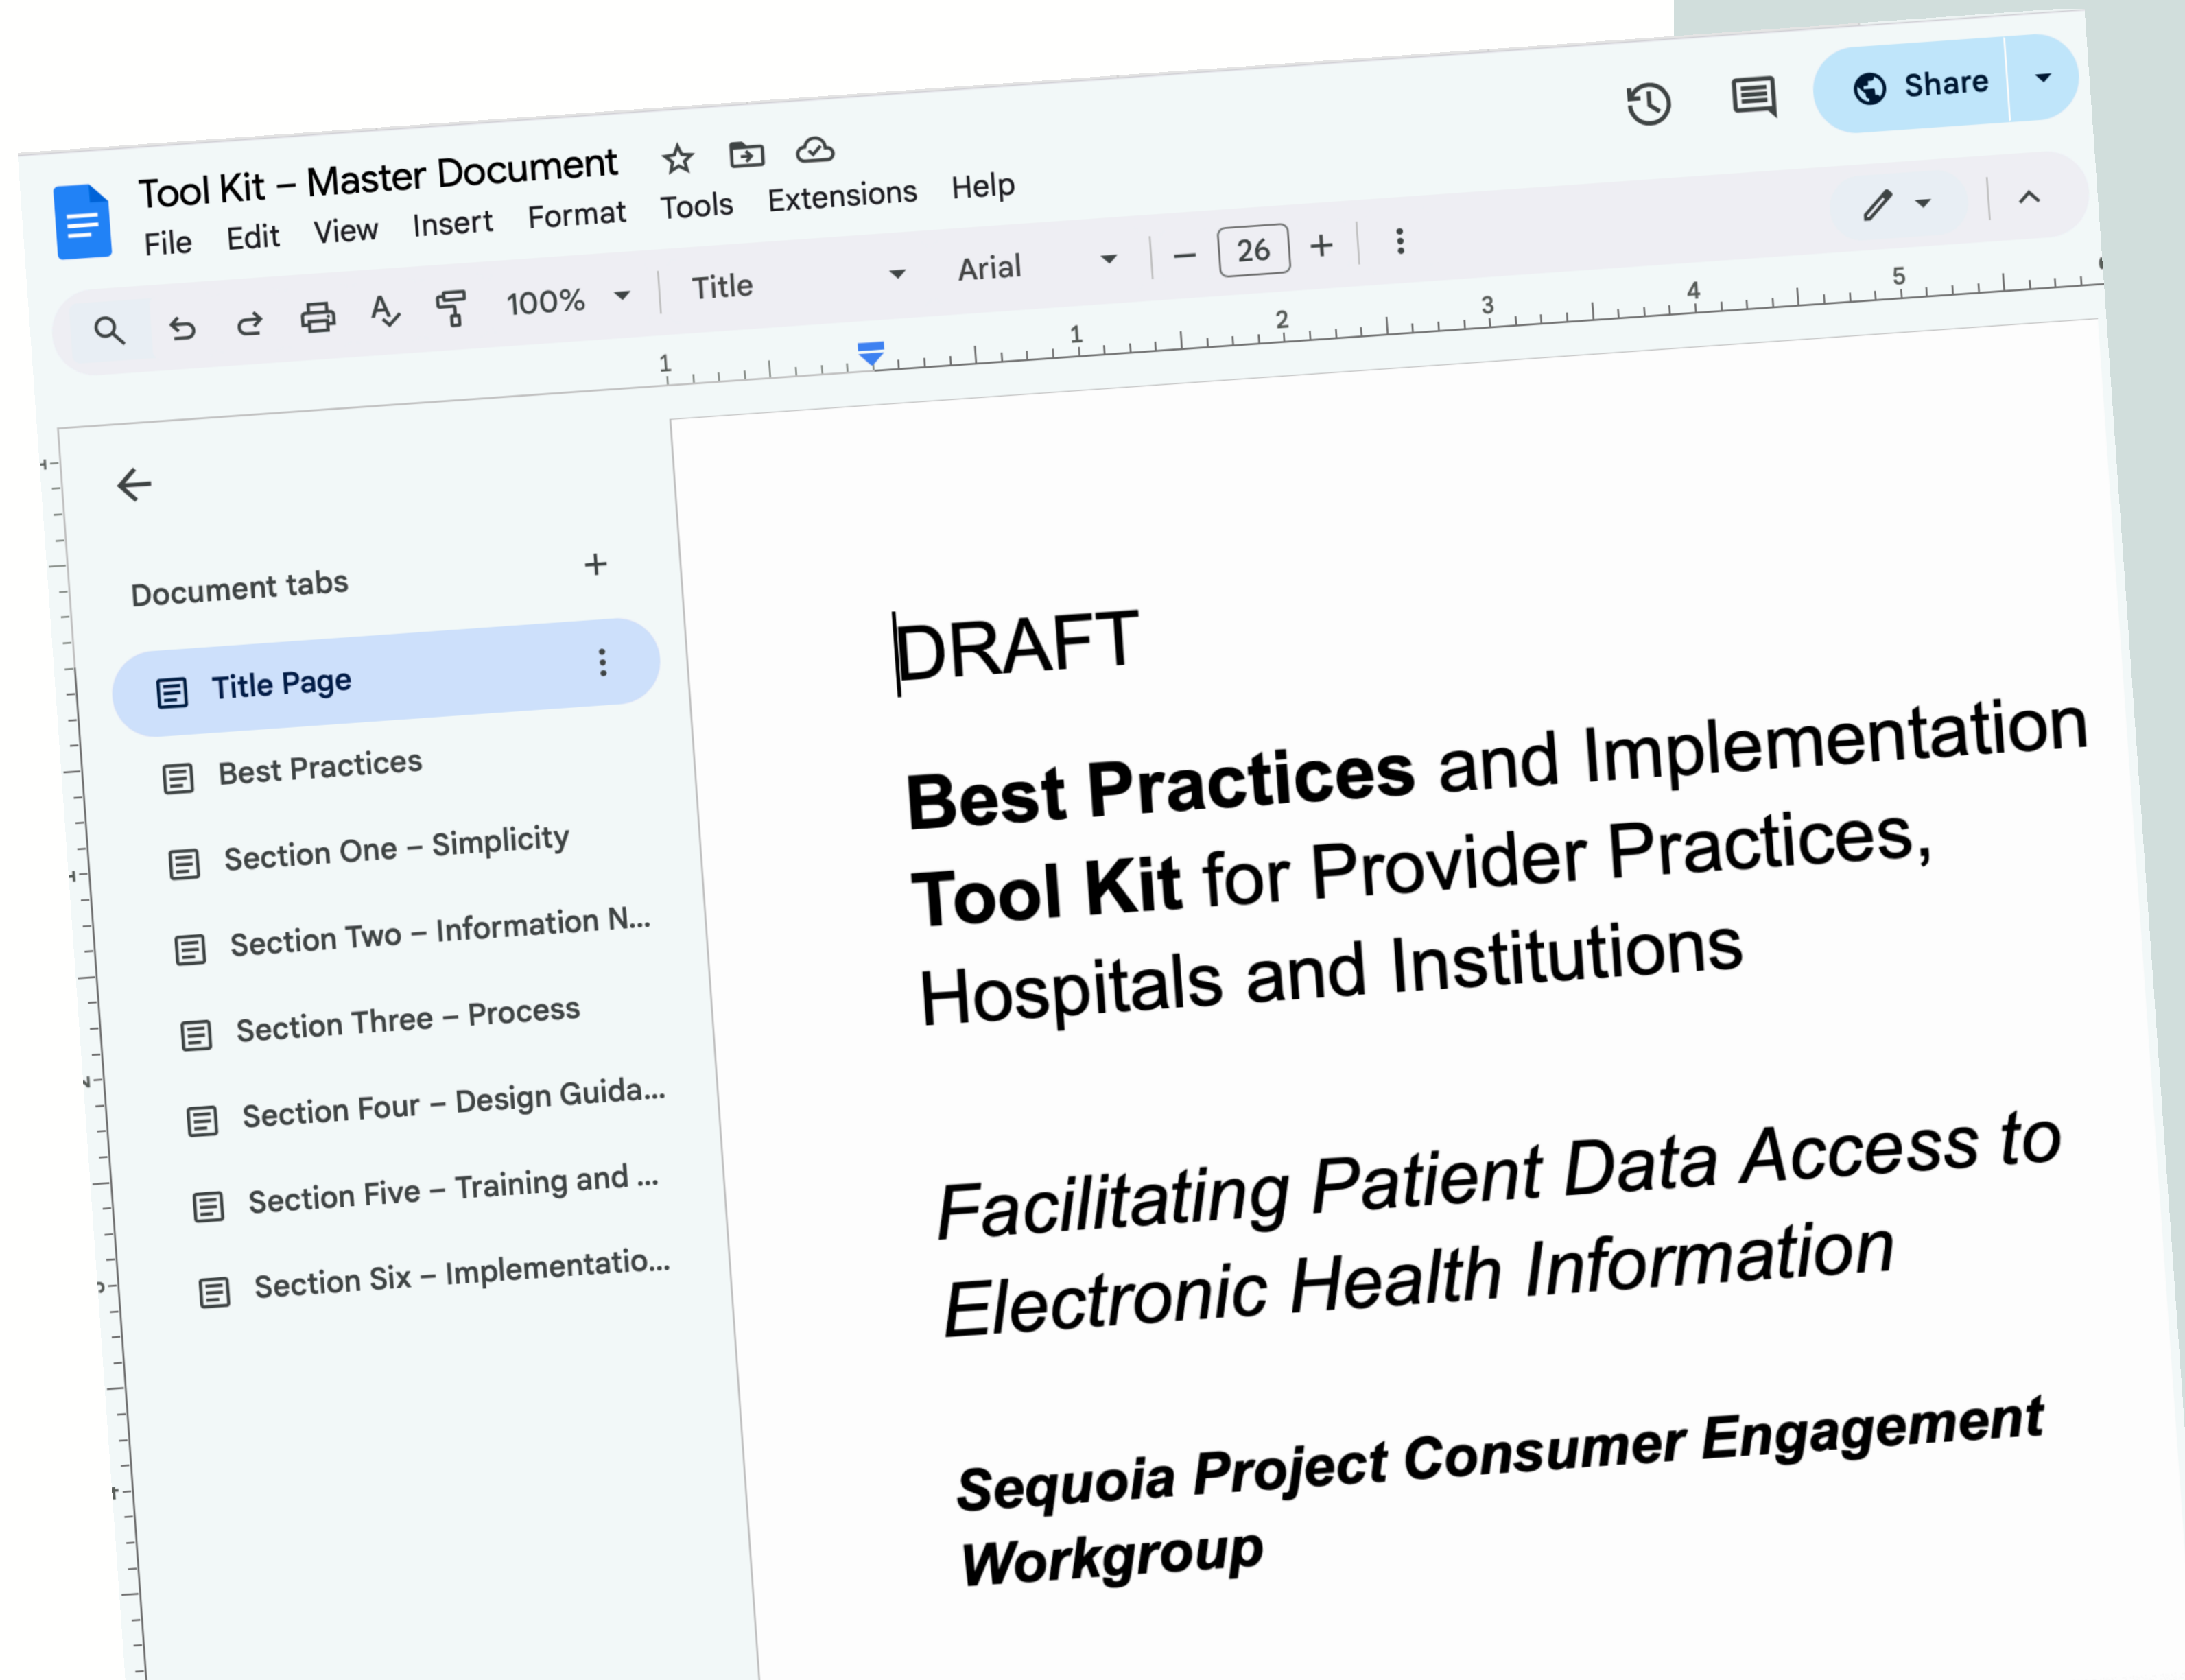 Tool Kit – Master Document
Share
File Edit View Insert Format Tools Extensions Help
100% Title Arial 26
1 1 2 3 4 5
Document tabs
Title Page
Best Practices
Section One – Simplicity
Section Two – Information N...
Section Three – Process
Section Four – Design Guida...
Section Five – Training and ...
Section Six – Implementatio...
DRAFT
Best Practices and Implementation
Tool Kit for Provider Practices,
Hospitals and Institutions
Facilitating Patient Data Access to
Electronic Health Information
Sequoia Project Consumer Engagement
Workgroup